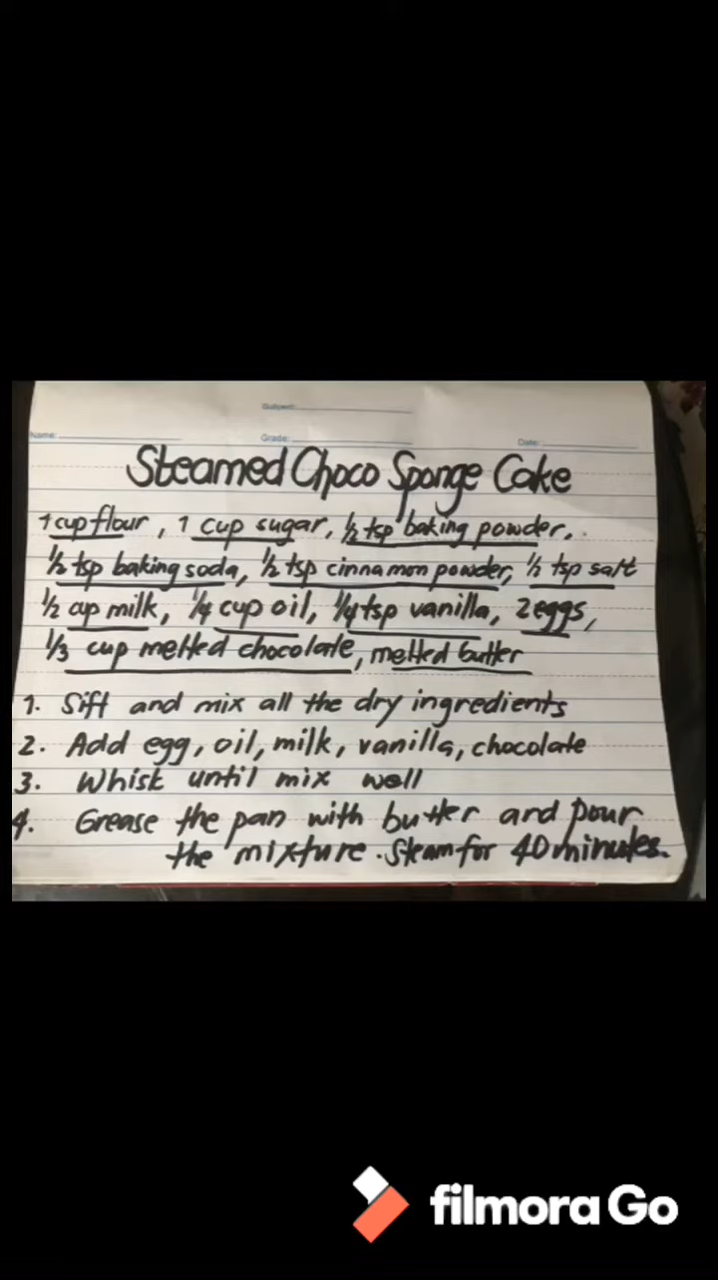 Subject:
Name: Grade: Date:
Steamed Choco Sponge Cake
1 cup flour, 1 cup sugar, 1/2 tsp baking powder,
1/2 tsp baking soda, 1/2 tsp cinnamon powder, 1/2 tsp salt
1/2 cup milk, 1/4 cup oil, 1/4 tsp vanilla, 2 eggs,
1/3 cup melted chocolate, melted butter
1. Sift and mix all the dry ingredients
2. Add egg, oil, milk, vanilla, chocolate
3. Whisk until mix well
4. Grease the pan with butter and pour
the mixture. Steam for 40 minutes.
filmora Go